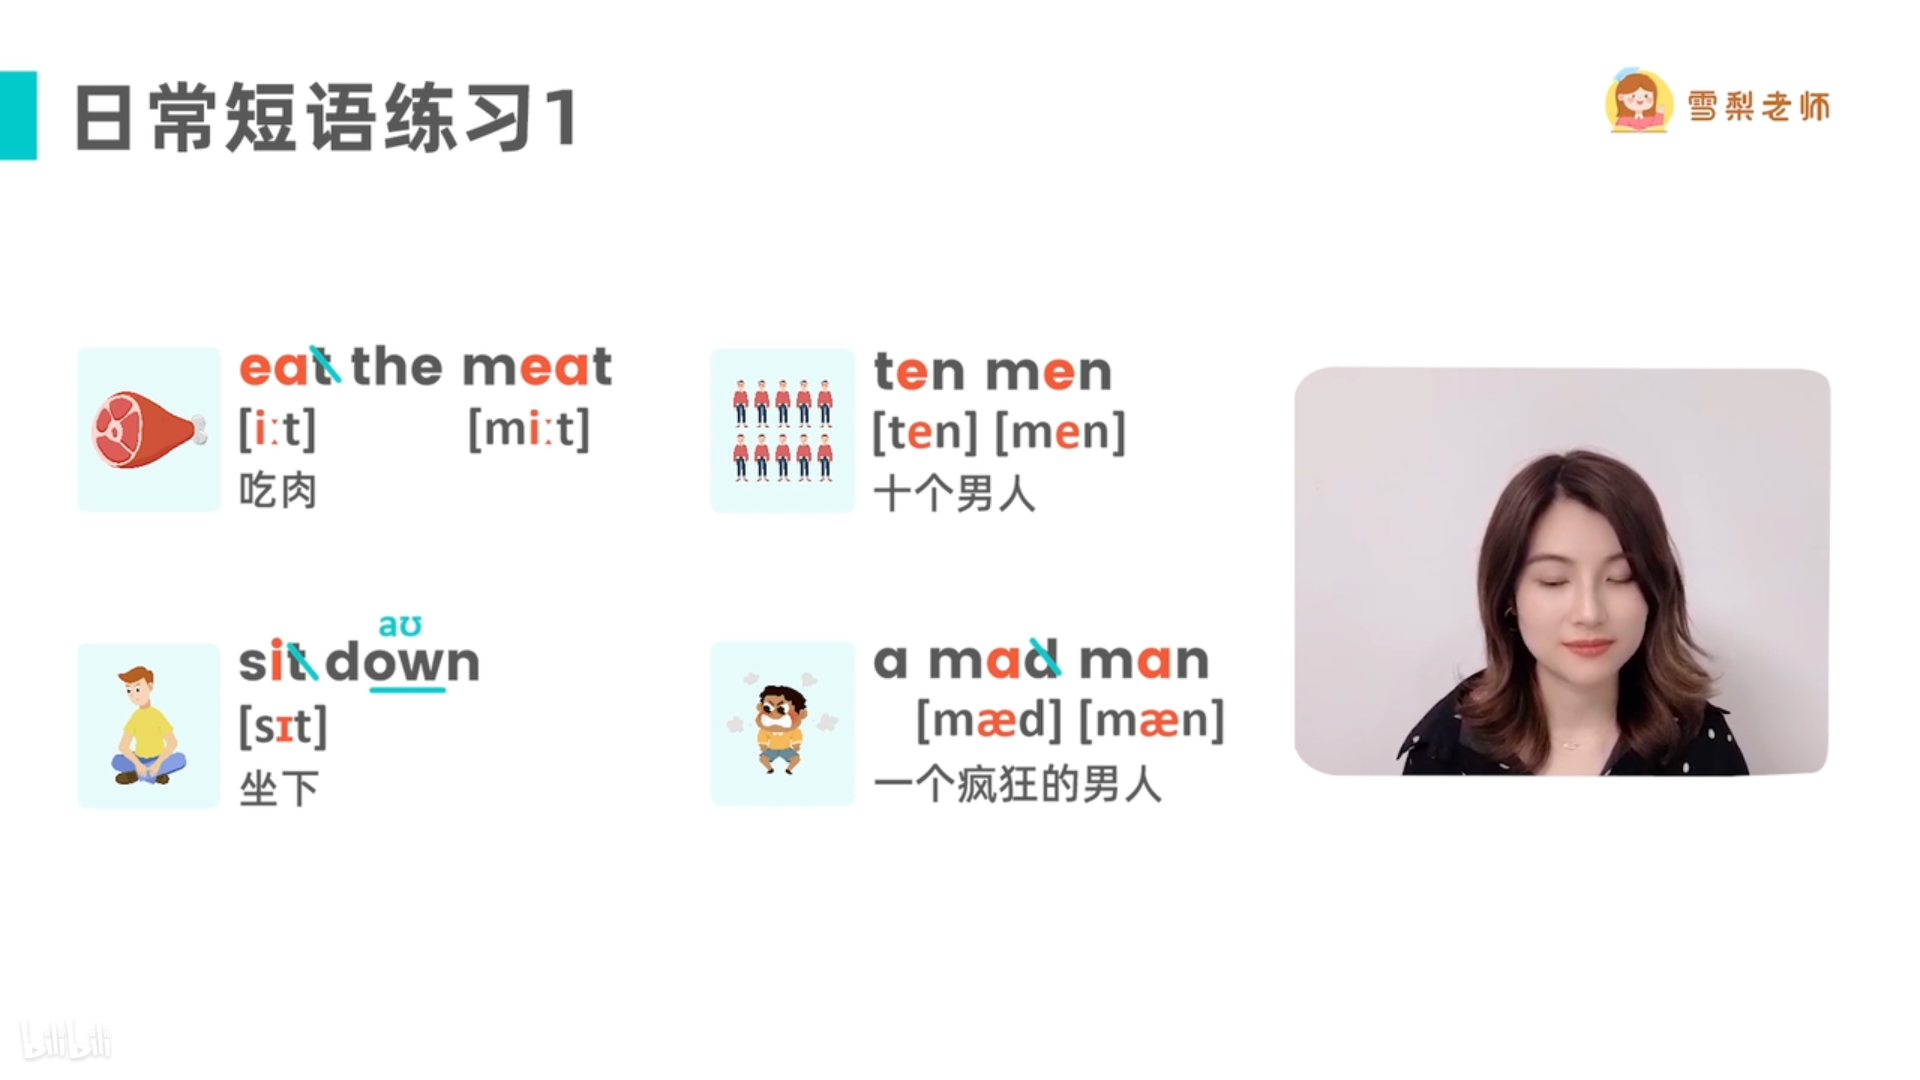 日常短语练习1
雪梨老师
eat the meat
[iːt] [miːt]
吃肉
ten men
[ten] [men]
十个男人
aʊ
sit down
[sɪt]
坐下
a mad man
[mæd] [mæn]
一个疯狂的男人
bilibili